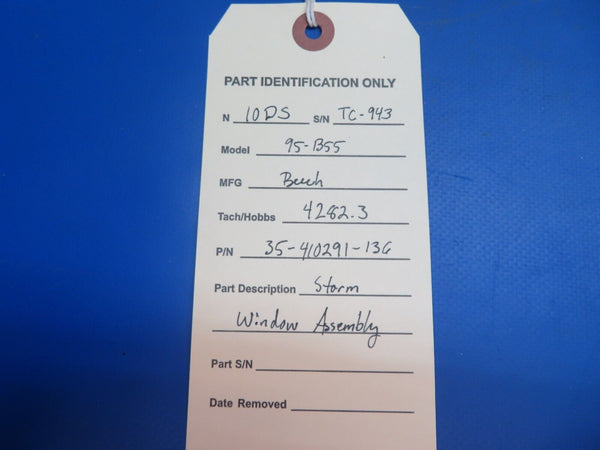 PART IDENTIFICATION ONLY
N 10DS S/N TC-943
Model 95-B55
MFG Beech
Tach/Hobbs 4282.3
P/N 35-410291-136
Part Description Storm
Window Assembly
Part S/N
Date Removed